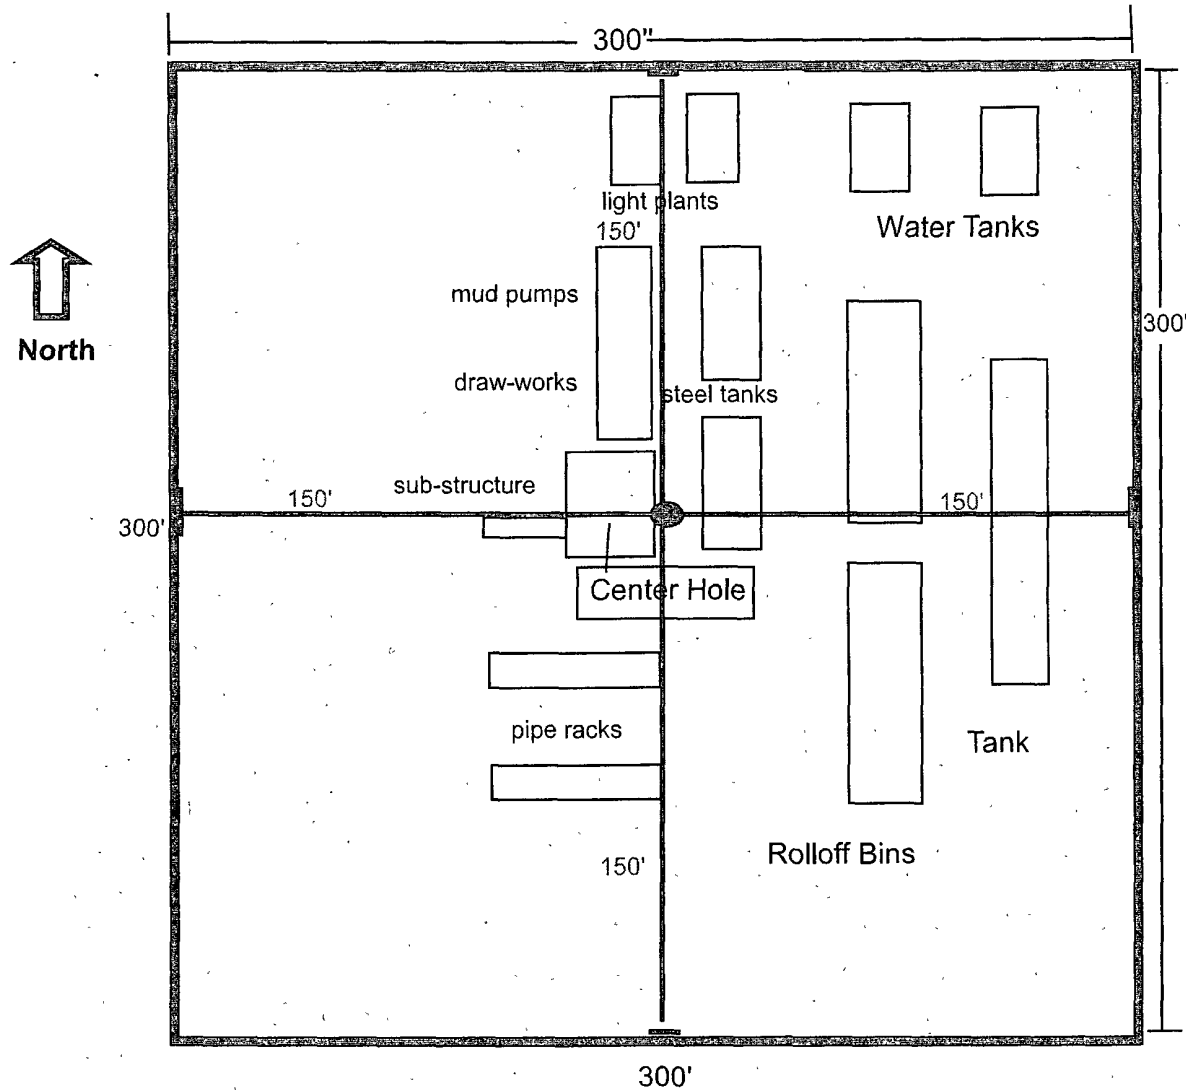 300"
light plants
150'
Water Tanks
mud pumps
300'
North
draw-works
steel tanks
sub-structure
150'
150'
300'
Center Hole
pipe racks
Tank
Rolloff Bins
150'
300'